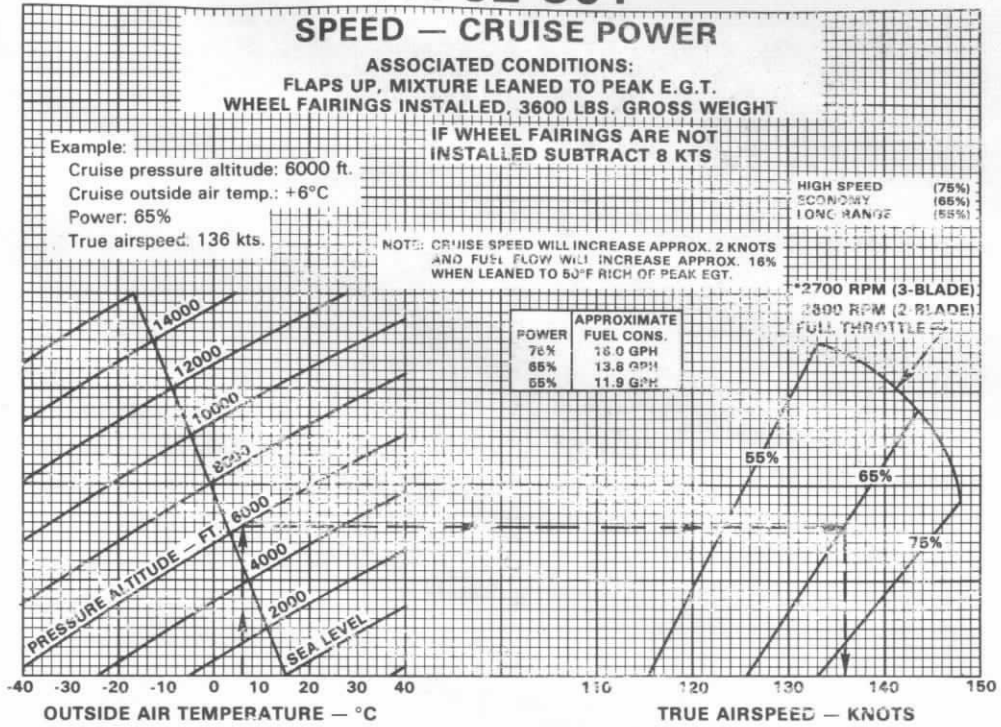 SPEED — CRUISE POWER
ASSOCIATED CONDITIONS:
FLAPS UP, MIXTURE LEANED TO PEAK E.G.T.
WHEEL FAIRINGS INSTALLED, 3600 LBS. GROSS WEIGHT
IF WHEEL FAIRINGS ARE NOT
INSTALLED SUBTRACT 8 KTS
Example:
Cruise pressure altitude: 6000 ft.
Cruise outside air temp.: +6°C
Power: 65%
True airspeed: 136 kts.
HIGH SPEED (75%)
ECONOMY (65%)
LONG RANGE (55%)
NOTE: CRUISE SPEED WILL INCREASE APPROX. 2 KNOTS
AND FUEL FLOW WILL INCREASE APPROX. 16%
WHEN LEANED TO 50°F RICH OF PEAK EGT.
*2700 RPM (3-BLADE)
RPM (2-BLADE)
FULL THROTTLE
POWER
APPROXIMATE
FUEL CONS.
75% 16.0 GPH
65% 13.8 GPH
55% 11.9 GPH
14000
12000
10000
8000
PRESSURE ALTITUDE — FT. 6000
4000
2000
SEA LEVEL
55%
65%
75%
-40 -30 -20 -10 0 10 20 30 40
110 120 130 140 150
OUTSIDE AIR TEMPERATURE — °C
TRUE AIRSPEED — KNOTS